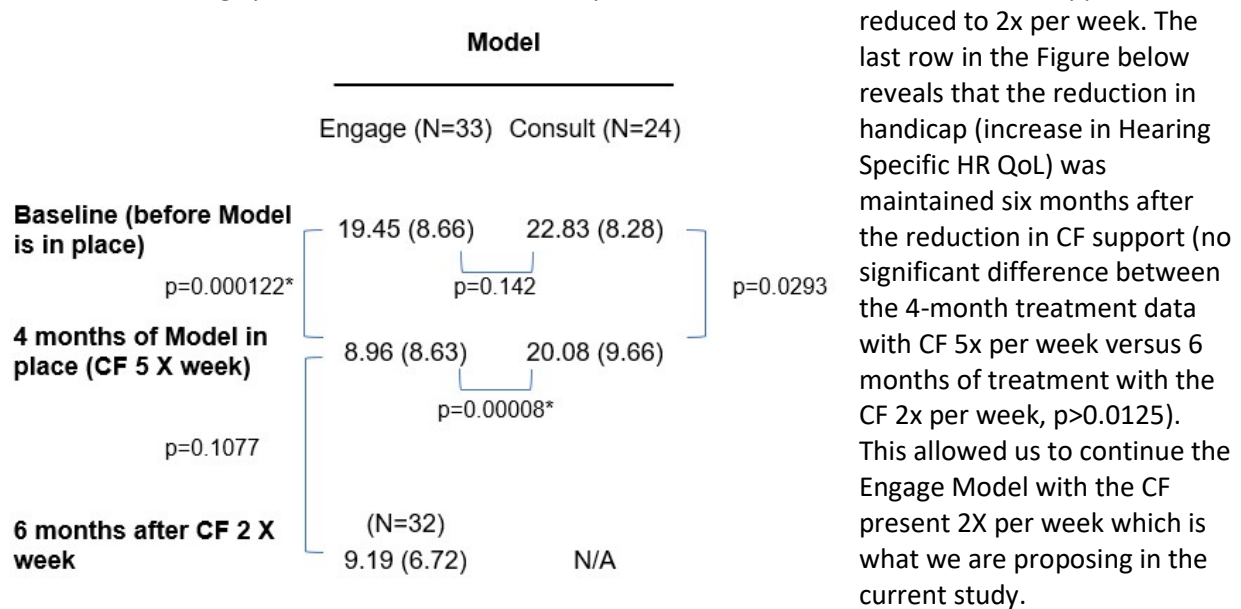 Model
Engage (N=33) Consult (N=24)
Baseline (before Model
is in place)
19.45 (8.66) 22.83 (8.28)
p=0.000122* p=0.142 p=0.0293
4 months of Model in
place (CF 5 X week)
8.96 (8.63) 20.08 (9.66)
p=0.00008*
p=0.1077
6 months after CF 2 X
week
(N=32)
9.19 (6.72) N/A
reduced to 2x per week. The
last row in the Figure below
reveals that the reduction in
handicap (increase in Hearing
Specific HR QoL) was
maintained six months after
the reduction in CF support (no
significant difference between
the 4-month treatment data
with CF 5x per week versus 6
months of treatment with the
CF 2x per week, p>0.0125).
This allowed us to continue the
Engage Model with the CF
present 2X per week which is
what we are proposing in the
current study.